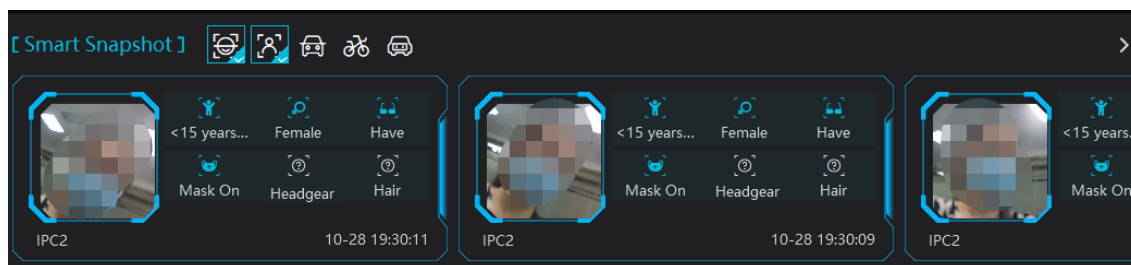 [ Smart Snapshot ]
<15 years... Female Have
Mask On Headgear Hair
IPC2 10-28 19:30:11
<15 years... Female Have
Mask On Headgear Hair
IPC2 10-28 19:30:09
<15 years.
Mask On
IPC2